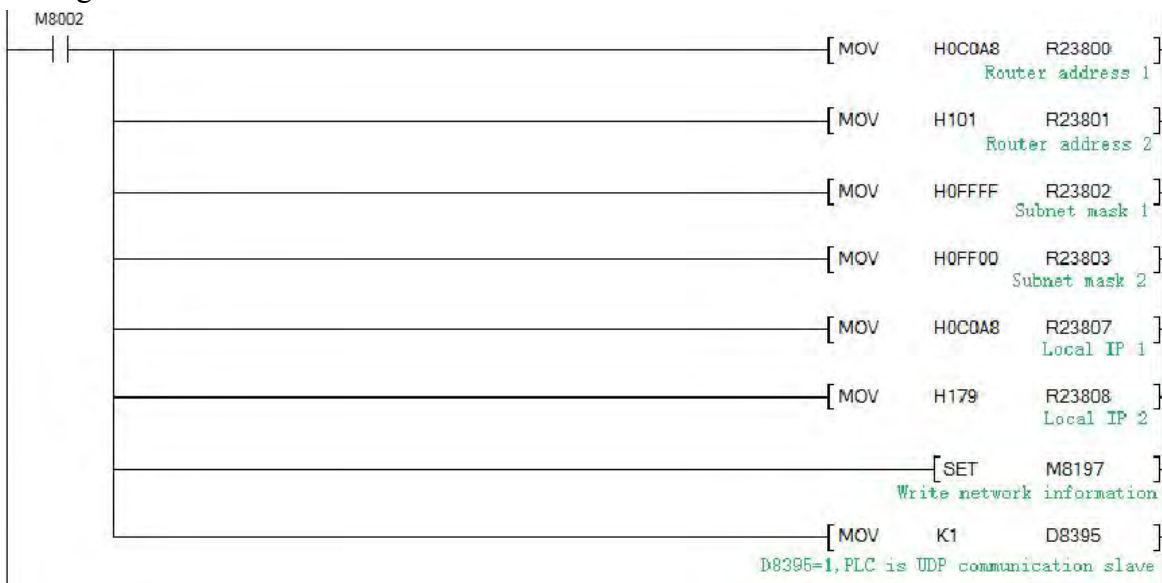 M8002
MOV H0C0A8 R23800
Router address 1
MOV H101 R23801
Router address 2
MOV H0FFFF R23802
Subnet mask 1
MOV H0FF00 R23803
Subnet mask 2
MOV H0C0A8 R23807
Local IP 1
MOV H179 R23808
Local IP 2
SET M8197
Write network information
MOV K1 D8395
D8395=1,PLC is UDP communication slave